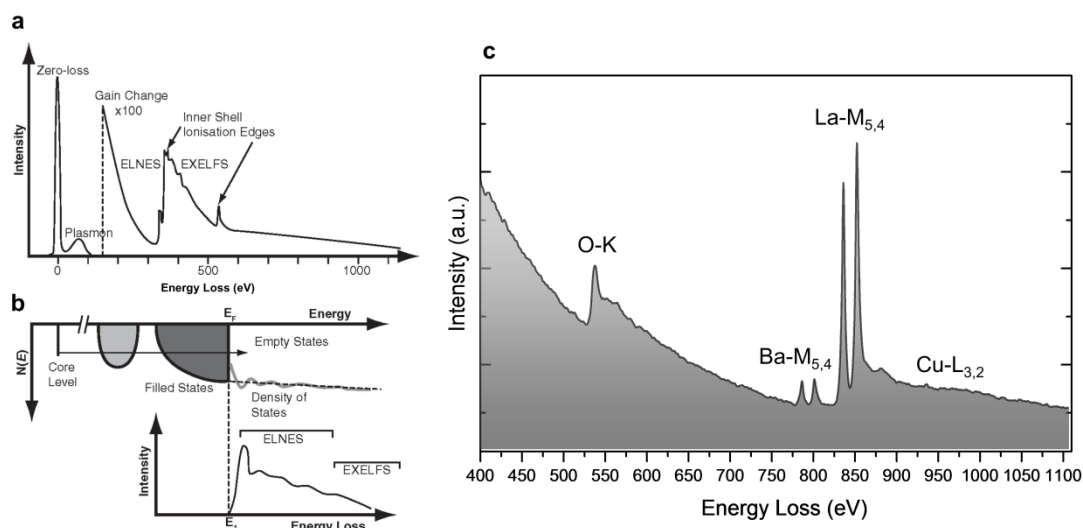 a
Zero-loss
Gain Change
x100
Inner Shell
Ionisation Edges
ELNES
EXELFS
Plasmon
Intensity
0
500
1000
Energy Loss (eV)
b
E_F
Energy
N(E)
Core
Level
Empty States
Filled States
Density of
States
ELNES
EXELFS
Intensity
Energy Loss
c
O-K
Ba-M5,4
La-M5,4
Cu-L3,2
Intensity (a.u.)
400 450 500 550 600 650 700 750 800 850 900 950 1000 1050 1100
Energy Loss (eV)